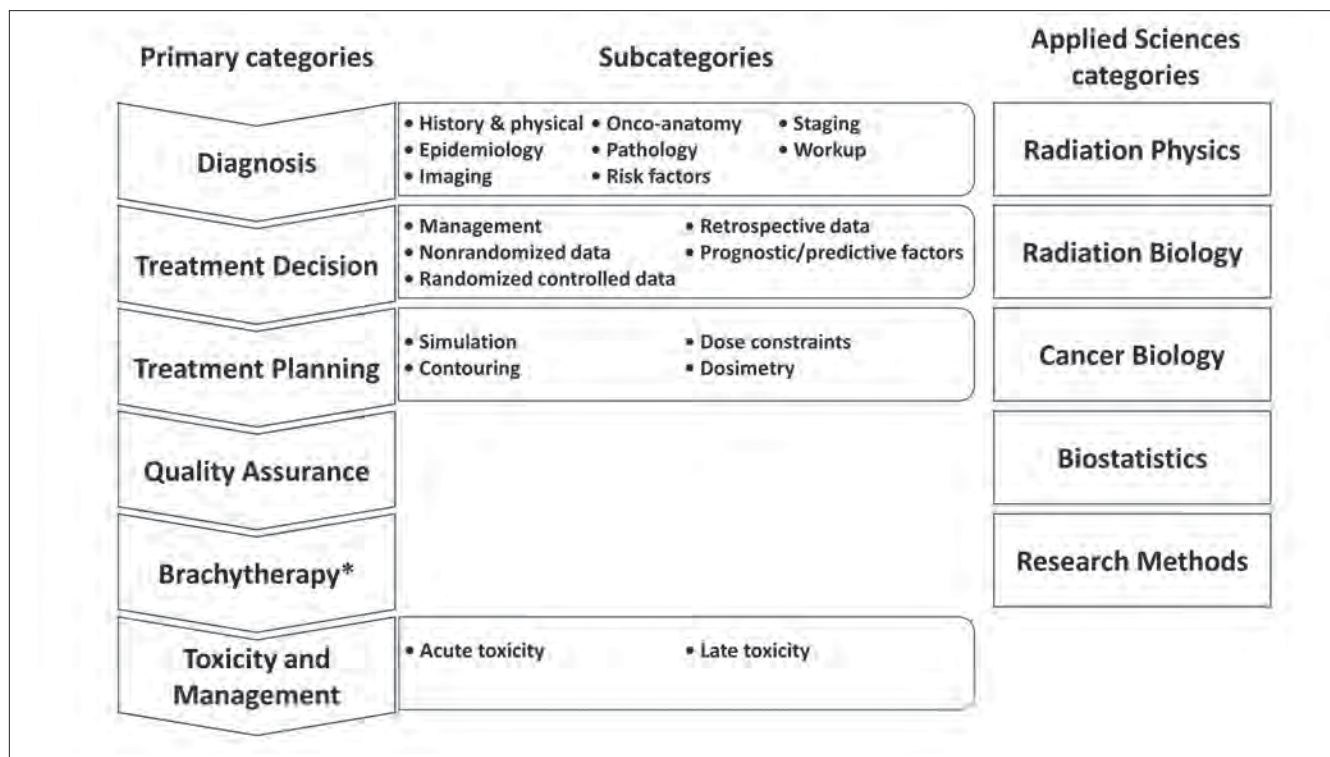 Primary categories
Subcategories
Applied Sciences
categories
Diagnosis
• History & physical • Onco-anatomy • Staging
• Epidemiology • Pathology • Workup
• Imaging • Risk factors
Radiation Physics
Treatment Decision
• Management • Retrospective data
• Nonrandomized data • Prognostic/predictive factors
• Randomized controlled data
Radiation Biology
Treatment Planning
• Simulation • Dose constraints
• Contouring • Dosimetry
Cancer Biology
Quality Assurance
Biostatistics
Brachytherapy*
Research Methods
Toxicity and
Management
• Acute toxicity • Late toxicity